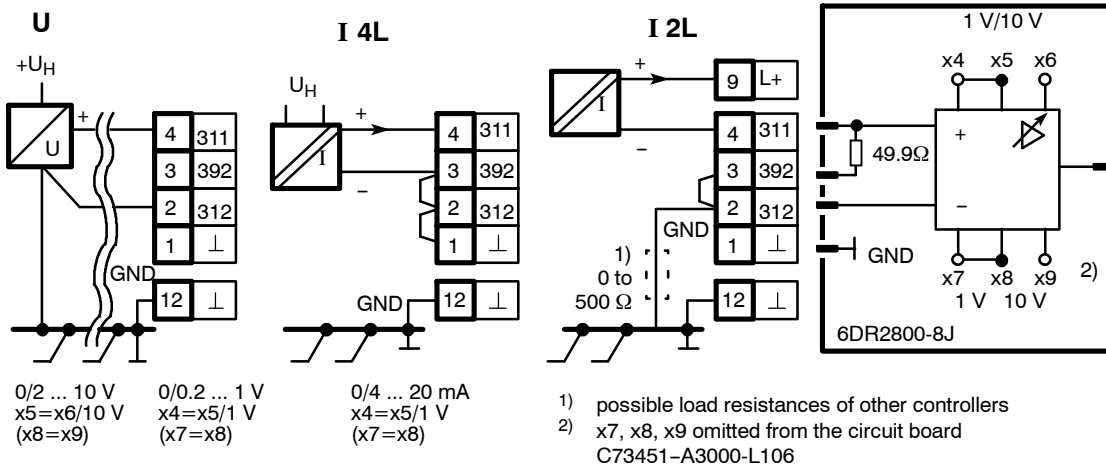 U
+U_H
+
U
4 311
3 392
2 312
1 ⊥
GND
12 ⊥
0/2 ... 10 V
x5=x6/10 V
(x8=x9)
0/0.2 ... 1 V
x4=x5/1 V
(x7=x8)
I 4L
U_H
+
I
−
4 311
3 392
2 312
1 ⊥
GND
12 ⊥
0/4 ... 20 mA
x4=x5/1 V
(x7=x8)
I 2L
+
I
−
9 L+
4 311
3 392
2 312
GND
1 ⊥
1)
0 to
500 Ω
12 ⊥
1 V/10 V
x4 x5 x6
+
49.9Ω
−
GND
x7 x8 x9
1 V 10 V
2)
6DR2800-8J
1) possible load resistances of other controllers
2) x7, x8, x9 omitted from the circuit board
C73451−A3000-L106